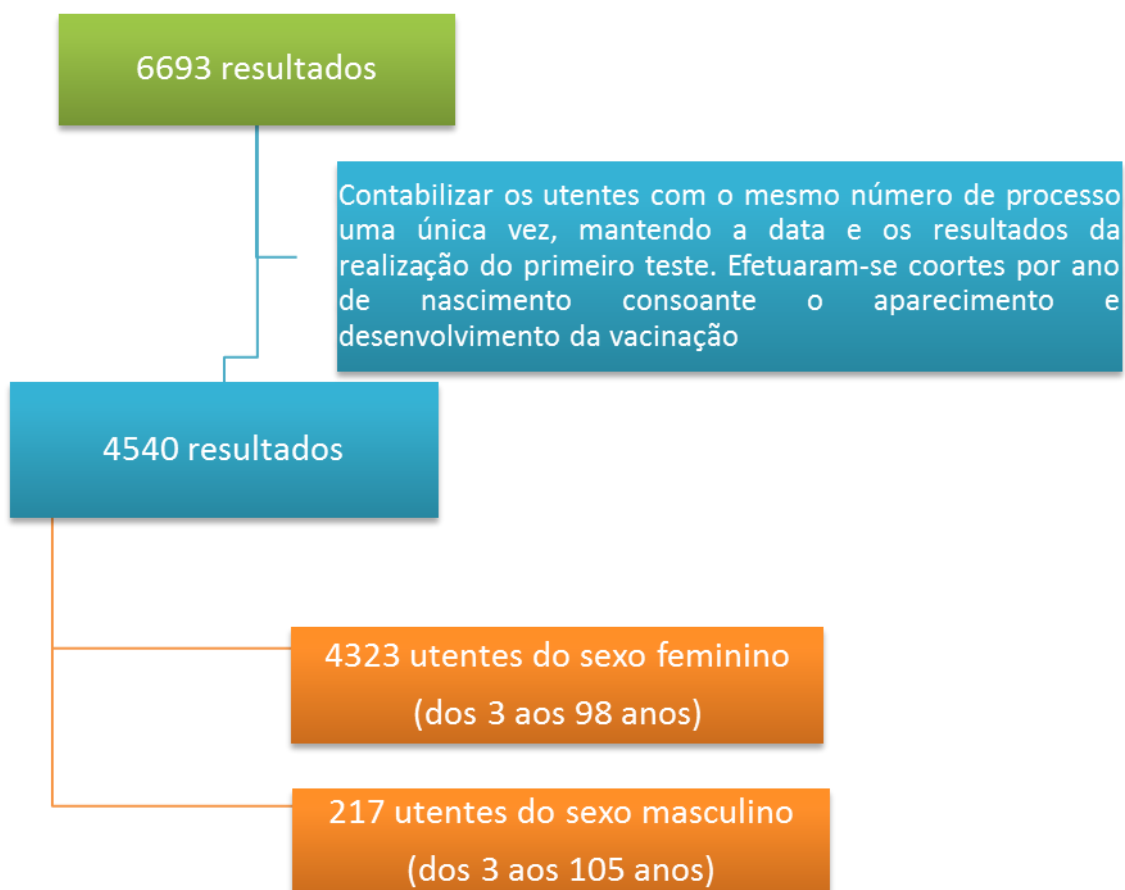 6693 resultados
Contabilizar os utentes com o mesmo número de processo
uma única vez, mantendo a data e os resultados da
realização do primeiro teste. Efetuaram-se coortes por ano
de nascimento consoante o aparecimento e
desenvolvimento da vacinação
4540 resultados
4323 utentes do sexo feminino
(dos 3 aos 98 anos)
217 utentes do sexo masculino
(dos 3 aos 105 anos)